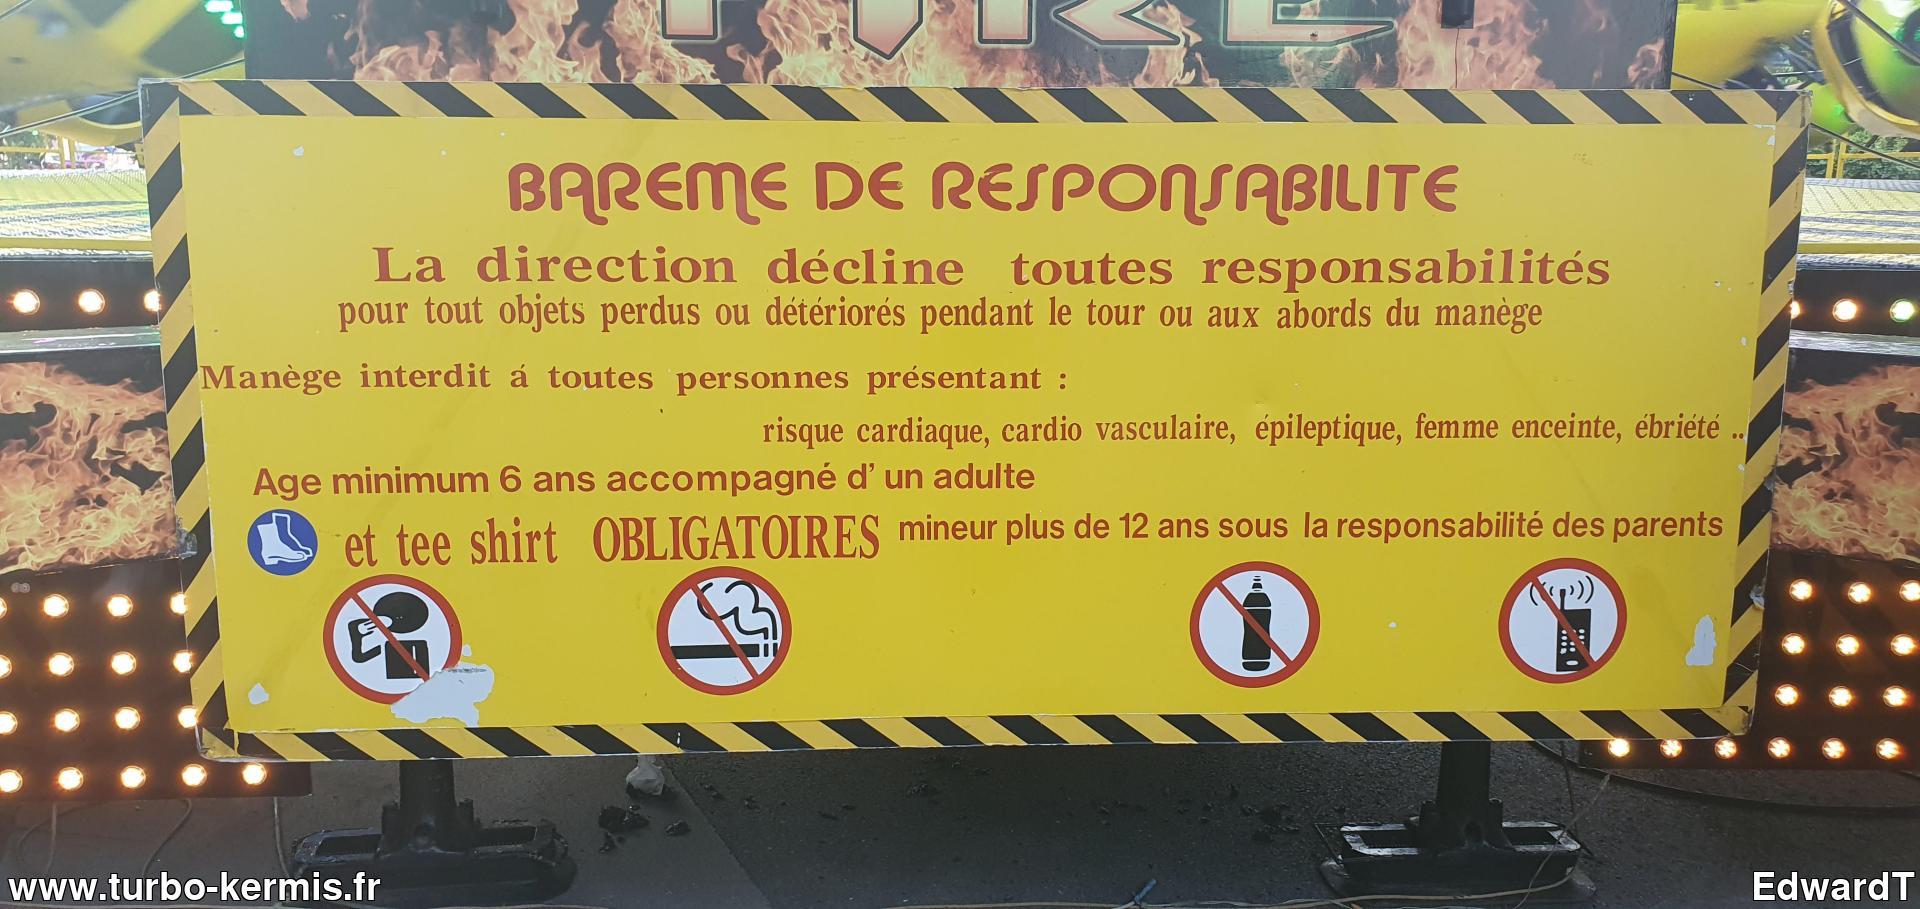 BAREME DE RESPONSABILITE
La direction décline toutes responsabilités
pour tout objets perdus ou détériorés pendant le tour ou aux abords du manège
Manège interdit á toutes personnes présentant :
risque cardiaque, cardio vasculaire, épileptique, femme enceinte, ébriété ..
Age minimum 6 ans accompagné d' un adulte
et tee shirt OBLIGATOIRES mineur plus de 12 ans sous la responsabilité des parents
www.turbo-kermis.fr
EdwardT